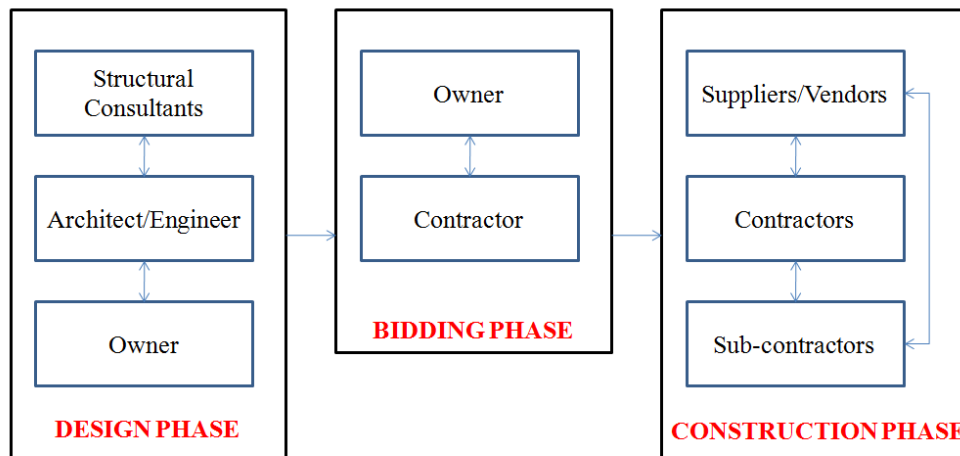 Structural
Consultants
Architect/Engineer
Owner
DESIGN PHASE
Owner
Contractor
BIDDING PHASE
Suppliers/Vendors
Contractors
Sub-contractors
CONSTRUCTION PHASE